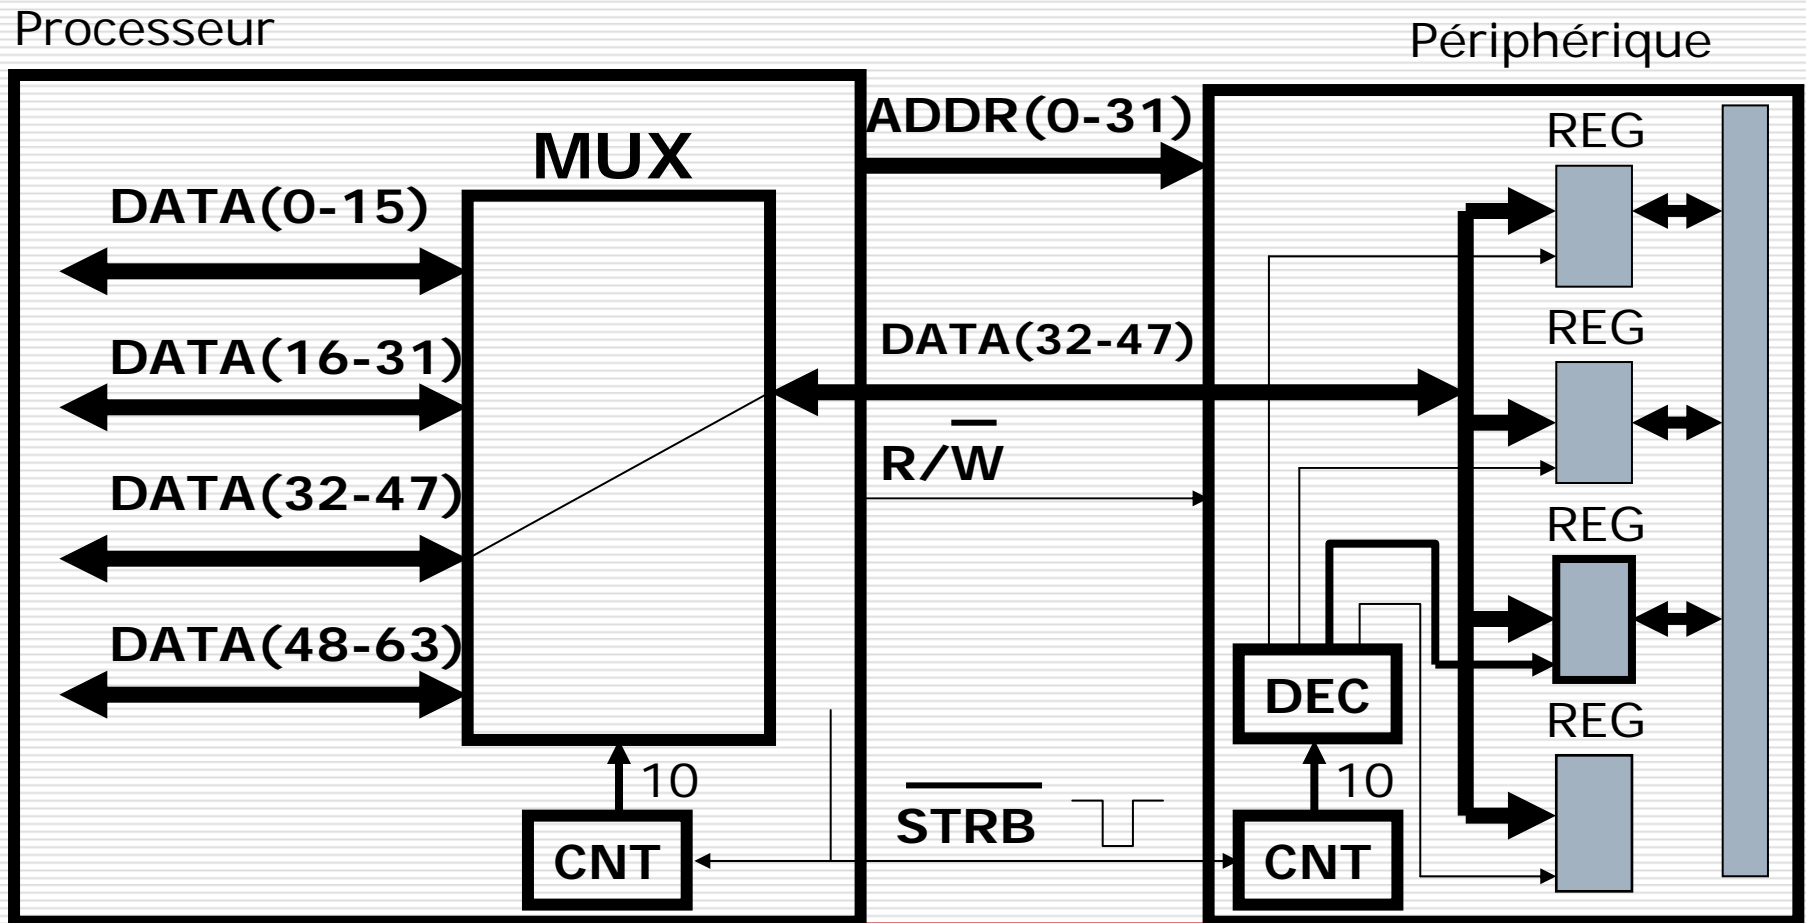 Processeur
Périphérique
MUX
DATA(0-15)
DATA(16-31)
DATA(32-47)
DATA(48-63)
10
CNT
ADDR(0-31)
DATA(32-47)
R/W̅
S̅T̅R̅B̅
REG
REG
REG
REG
DEC
10
CNT